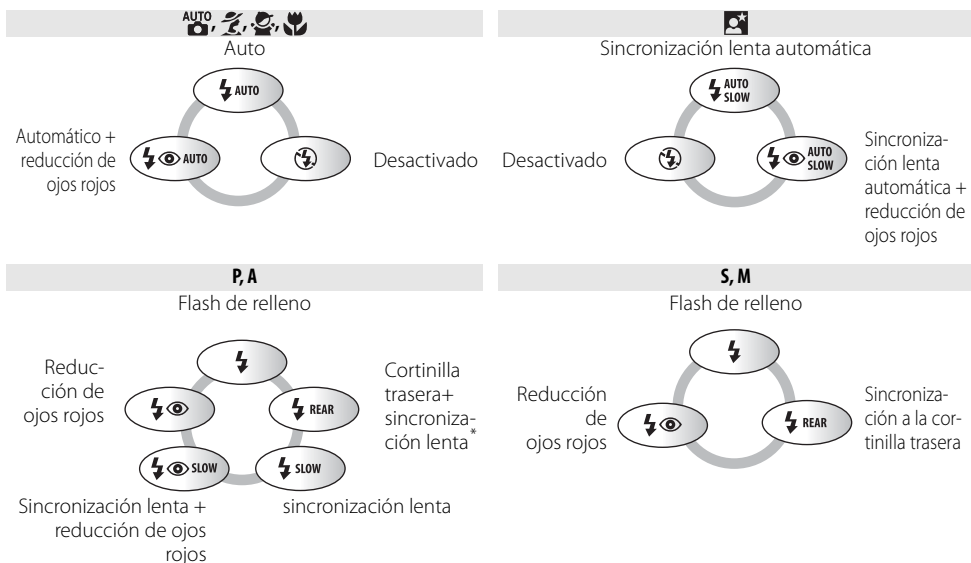 AUTO, , ,
Auto
AUTO
Automático +
reducción de
ojos rojos
AUTO
Desactivado
Sincronización lenta automática
AUTO
SLOW
Desactivado
AUTO
SLOW
Sincroniza-
ción lenta
automática +
reducción de
ojos rojos
P, A
Flash de relleno
Reduc-
ción de
ojos rojos
REAR
Cortinilla
trasera+
sincroniza-
ción lenta*
SLOW
SLOW
Sincronización lenta +
reducción de ojos
rojos
sincronización lenta
S, M
Flash de relleno
Reducción
de
ojos rojos
REAR
Sincroniza-
ción a la cor-
tinilla trasera